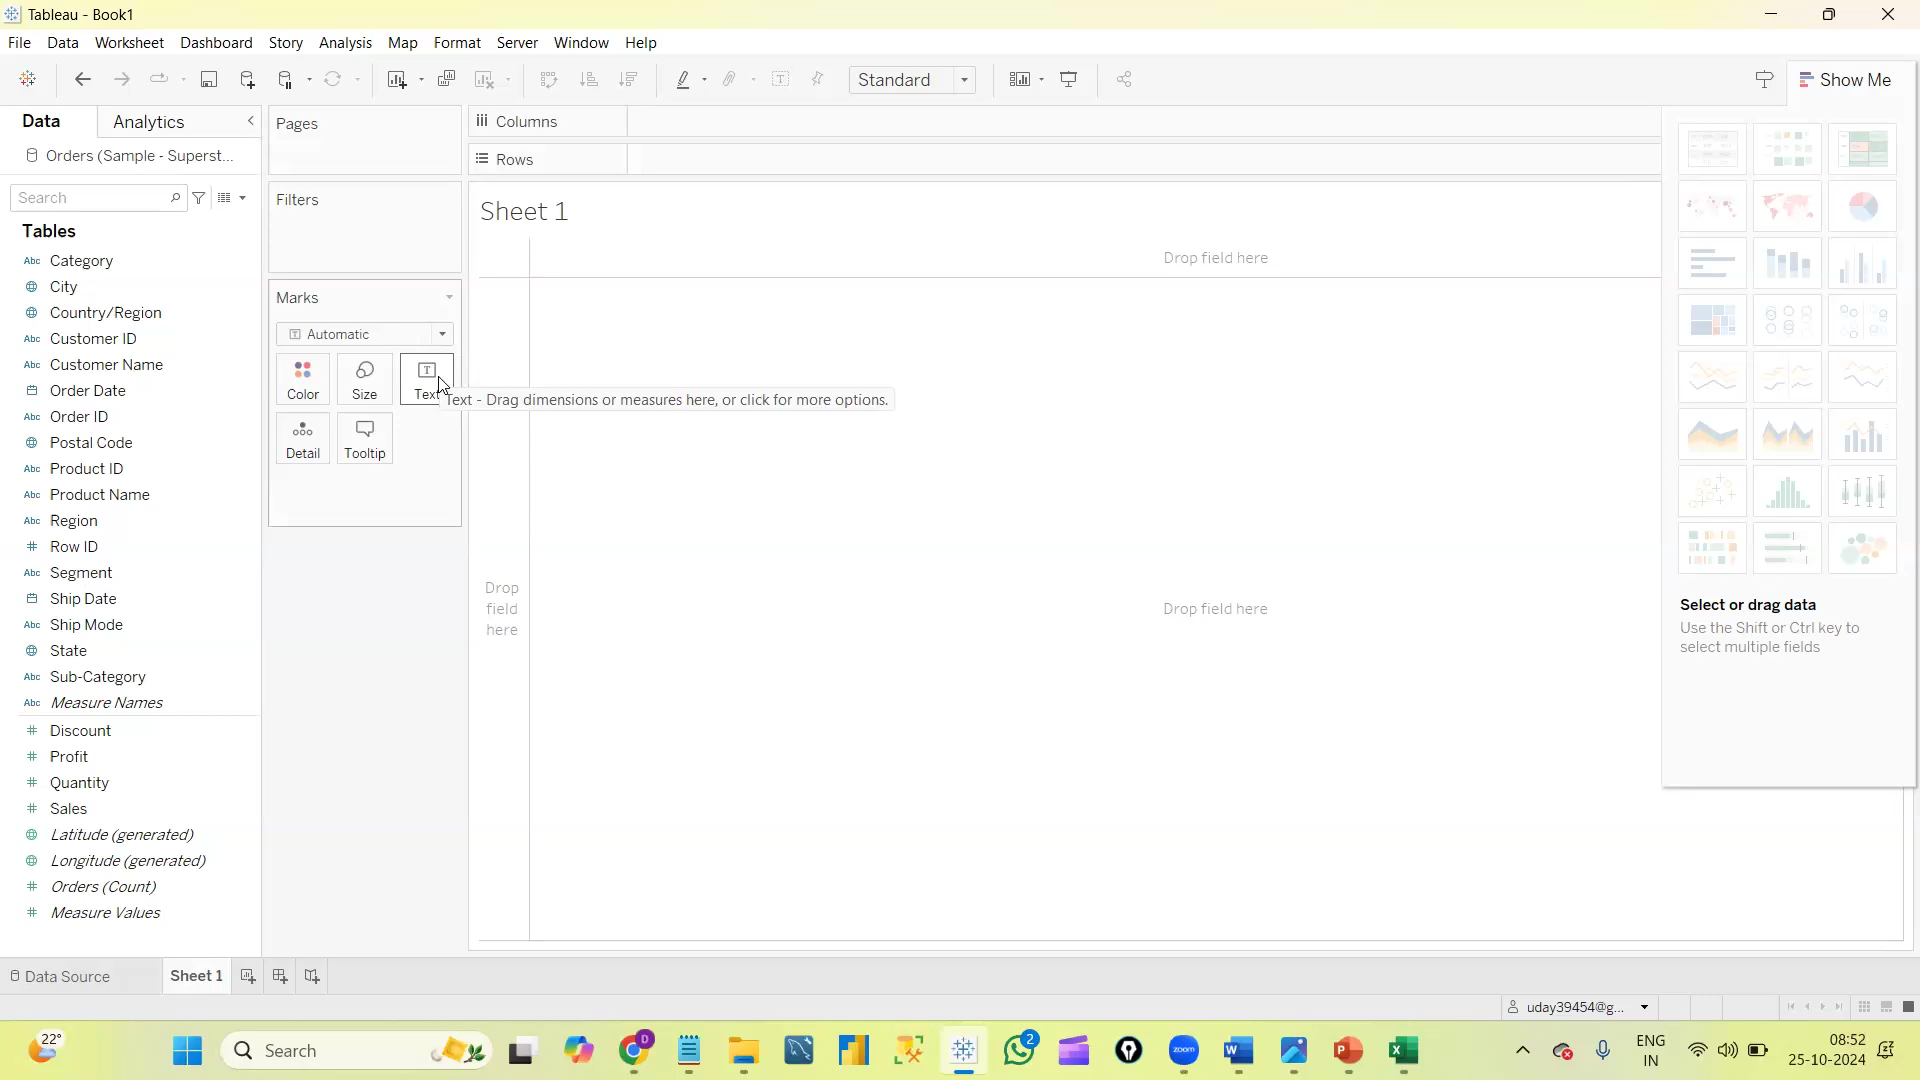 Tableau - Book1
File Data Worksheet Dashboard Story Analysis Map Format Server Window Help
Standard
Show Me
Data Analytics
Orders (Sample - Superst...
Search
Tables
Category
City
Country/Region
Customer ID
Customer Name
Order Date
Order ID
Postal Code
Product ID
Product Name
Region
Row ID
Segment
Ship Date
Ship Mode
State
Sub-Category
Measure Names
Discount
Profit
Quantity
Sales
Latitude (generated)
Longitude (generated)
Orders (Count)
Measure Values
Pages
Filters
Marks
Automatic
Color Size Text
Detail Tooltip
Text - Drag dimensions or measures here, or click for more options.
Columns
Rows
Sheet 1
Drop field here
Drop
field
here
Drop field here
Select or drag data
Use the Shift or Ctrl key to
select multiple fields
Data Source Sheet 1
uday39454@g...
22°
Search
2
zoom
ENG
IN
08:52
25-10-2024